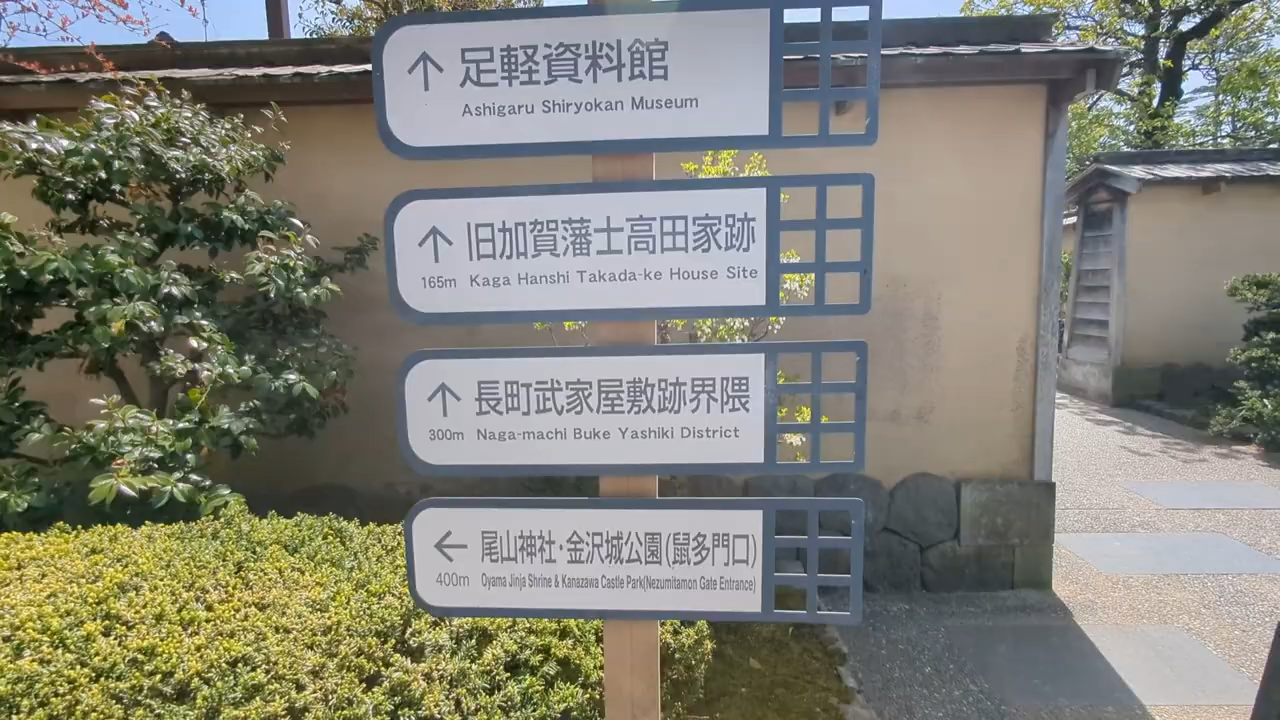 ↑ 足軽資料館
Ashigaru Shiryokan Museum
↑ 旧加賀藩士高田家跡
165m Kaga Hanshi Takada-ke House Site
↑ 長町武家屋敷跡界隈
300m Naga-machi Buke Yashiki District
← 尾山神社・金沢城公園(鼠多門口)
400m Oyama Jinja Shrine & Kanazawa Castle Park(Nezumitamon Gate Entrance)